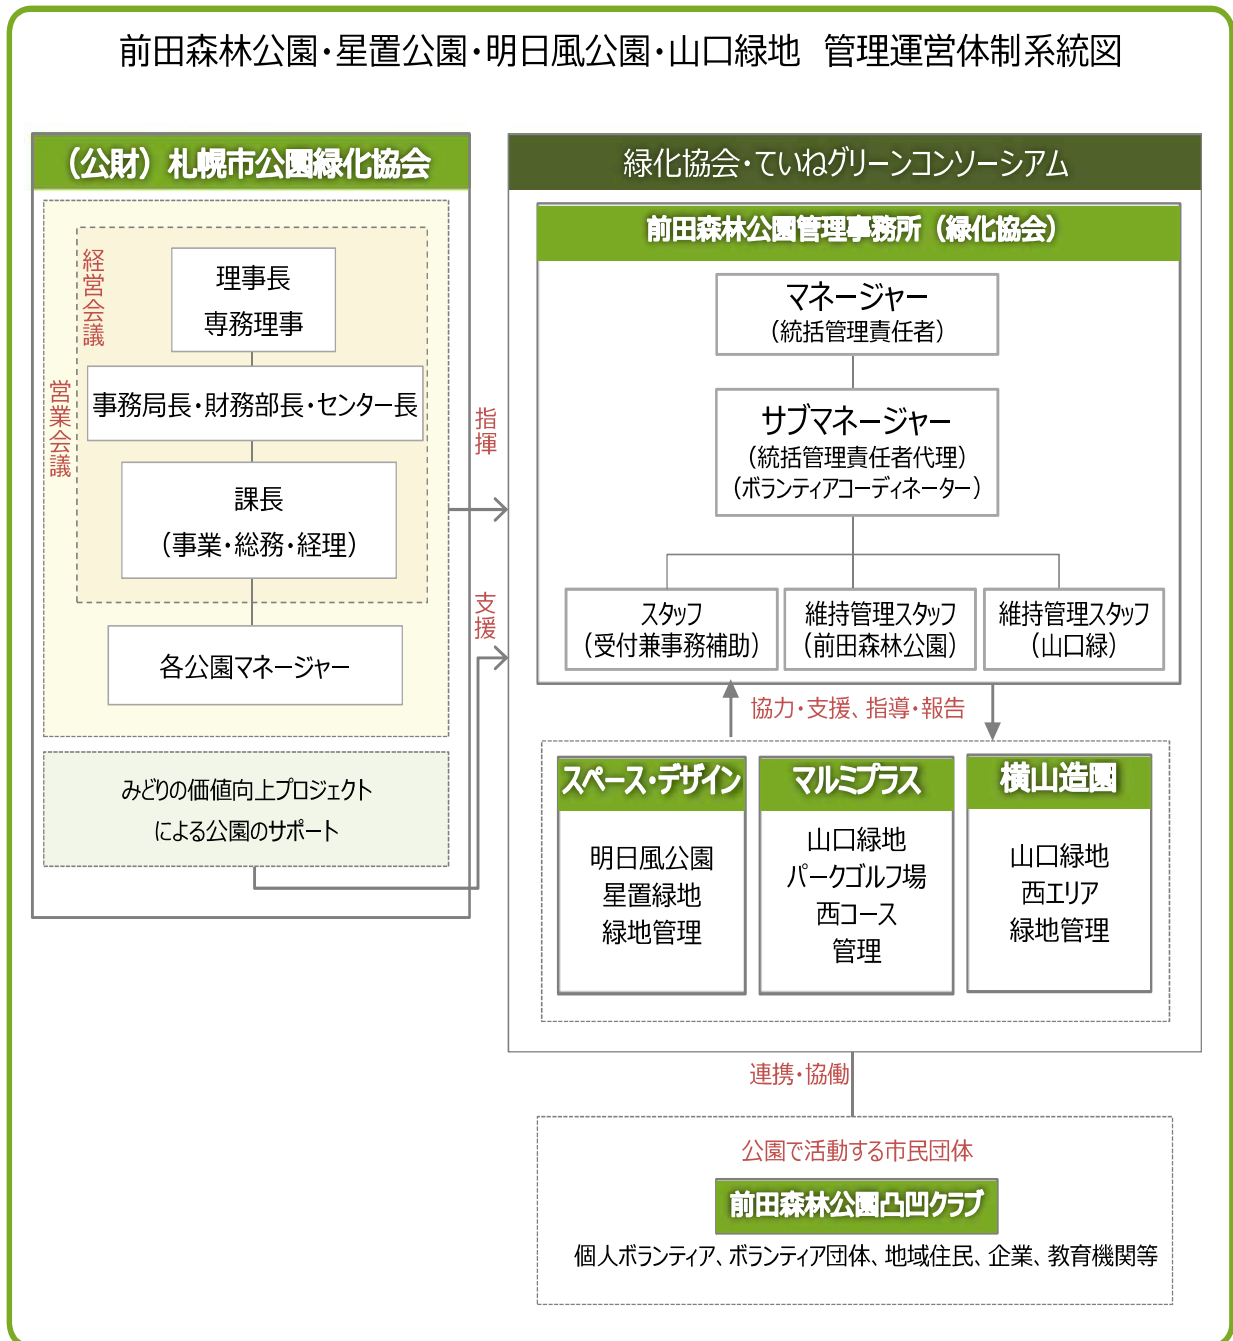 前田森林公園・星置公園・明日風公園・山口緑地 管理運営体制系統図
（公財）札幌市公園緑化協会
経営会議
営業会議
理事長
専務理事
事務局長・財務部長・センター長
課長
（事業・総務・経理）
各公園マネージャー
みどりの価値向上プロジェクト
による公園のサポート
指揮
支援
緑化協会・ていねグリーンコンソーシアム
前田森林公園管理事務所（緑化協会）
マネージャー
（統括管理責任者）
サブマネージャー
（統括管理責任者代理）
（ボランティアコーディネーター）
スタッフ
（受付兼事務補助）
維持管理スタッフ
（前田森林公園）
維持管理スタッフ
（山口緑）
協力・支援、指導・報告
スペース・デザイン
明日風公園
星置緑地
緑地管理
マルミプラス
山口緑地
パークゴルフ場
西コース
管理
横山造園
山口緑地
西エリア
緑地管理
連携・協働
公園で活動する市民団体
前田森林公園凸凹クラブ
個人ボランティア、ボランティア団体、地域住民、企業、教育機関等